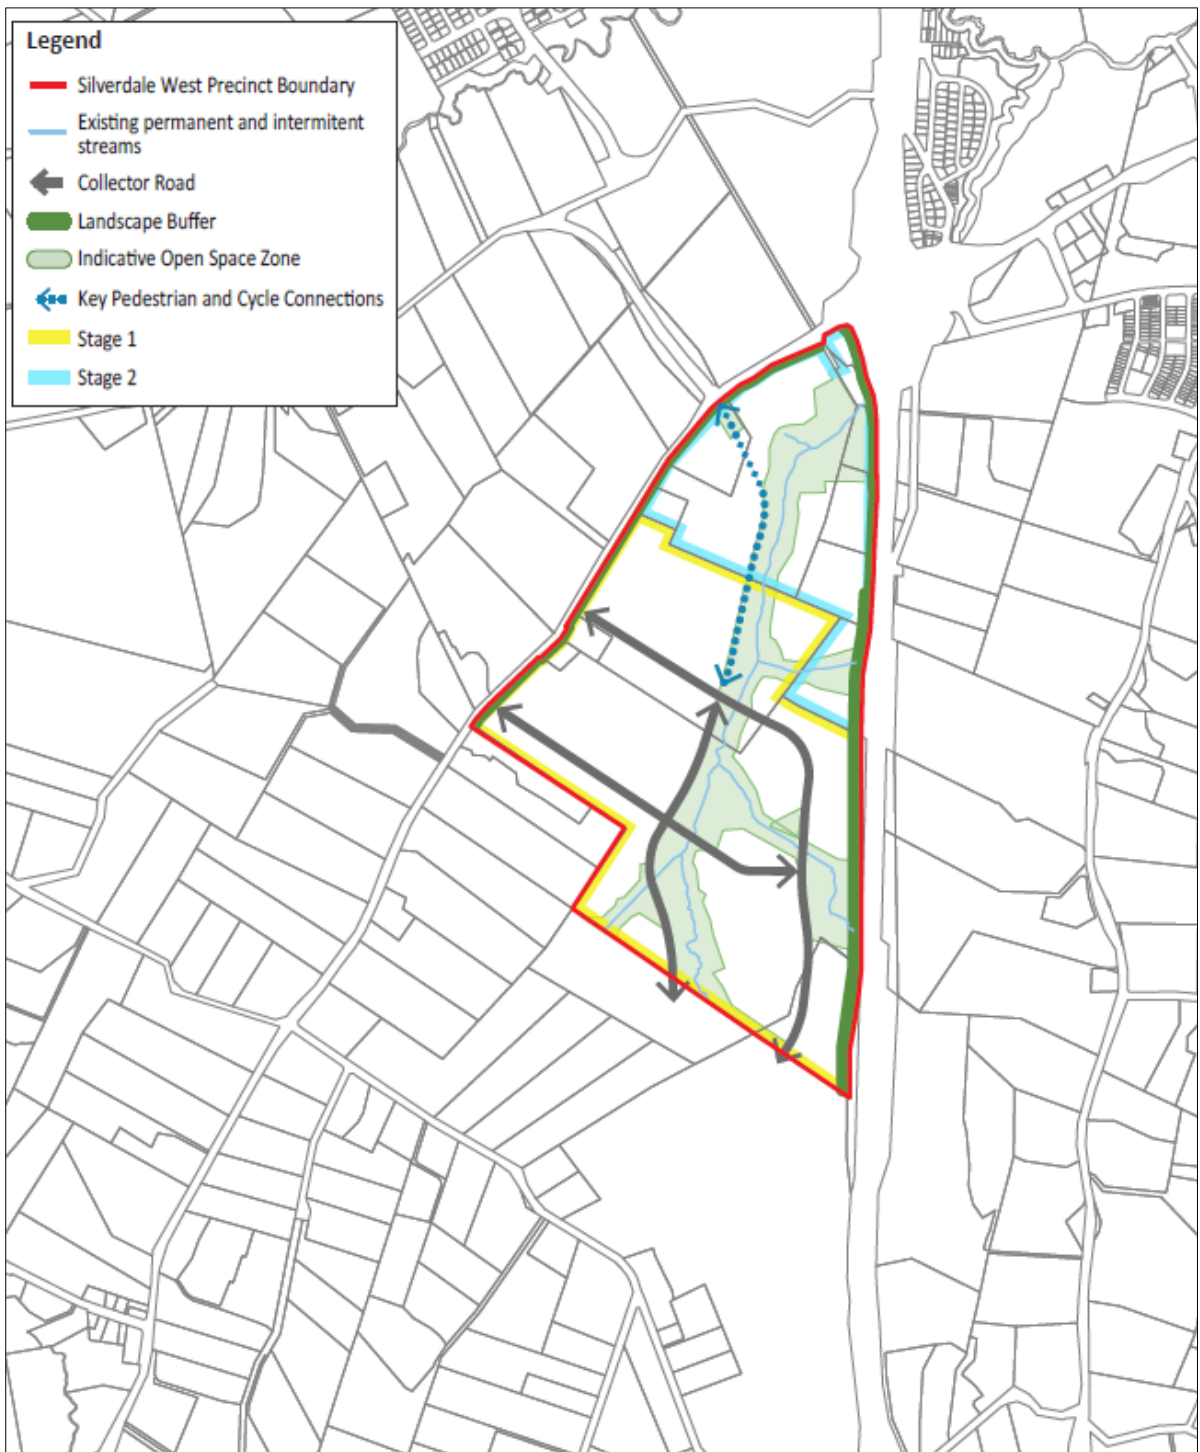 Legend
Silverdale West Precinct Boundary
Existing permanent and intermitent
streams
Collector Road
Landscape Buffer
Indicative Open Space Zone
Key Pedestrian and Cycle Connections
Stage 1
Stage 2